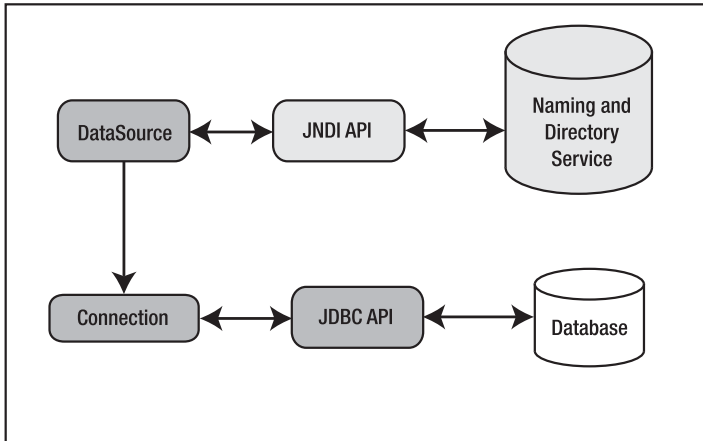 DataSource
JNDI API
Naming and
Directory
Service
Connection
JDBC API
Database